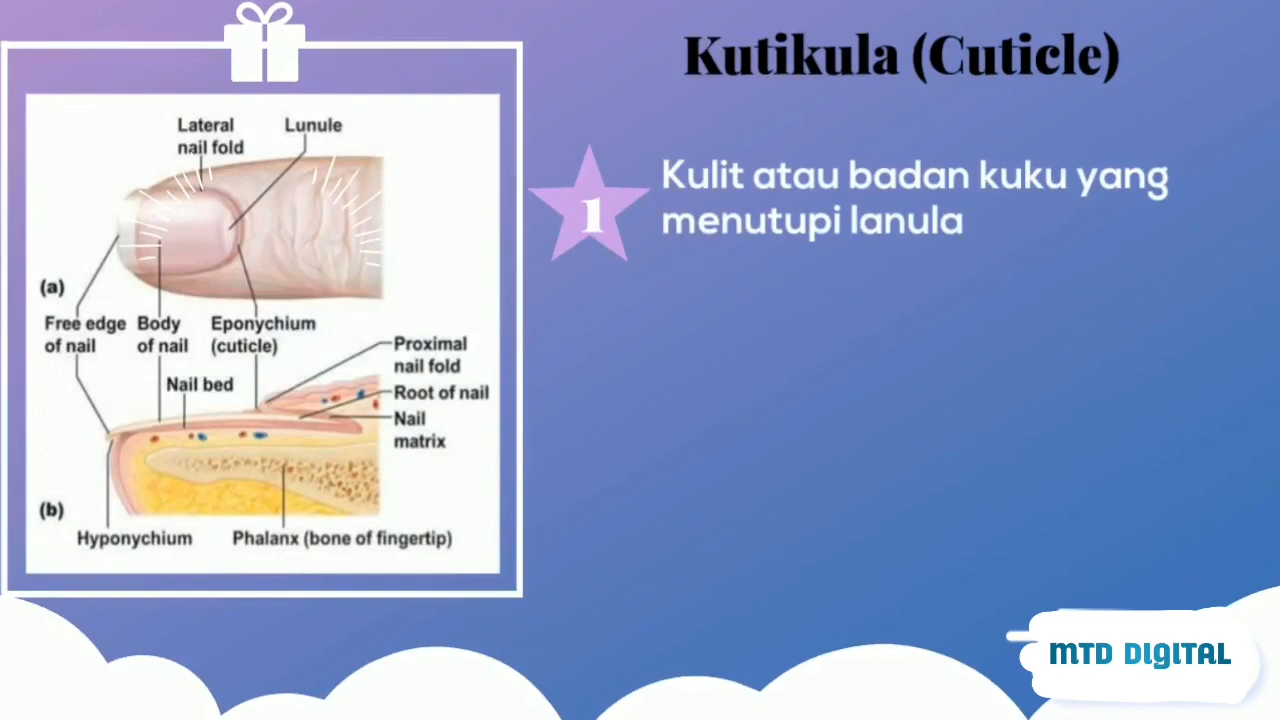 Kutikula (Cuticle)
1
Kulit atau badan kuku yang
menutupi lanula
Lateral
nail fold
Lunule
(a)
Free edge
of nail
Body
of nail
Eponychium
(cuticle)
Proximal
nail fold
Nail bed
Root of nail
Nail
matrix
(b)
Hyponychium
Phalanx (bone of fingertip)
MTD DIGITAL